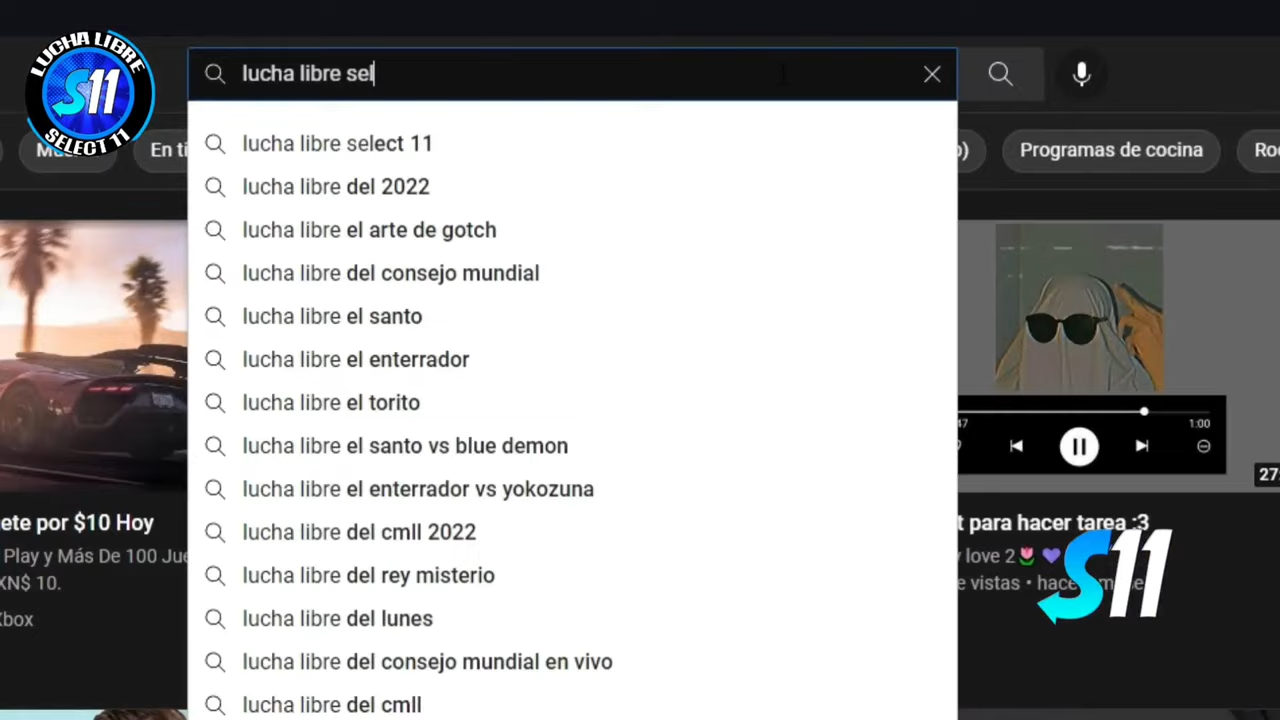 LUCHA LIBRE
S11
SELECT 11
lucha libre sel
En ti
Programas de cocina
lucha libre select 11
lucha libre del 2022
lucha libre el arte de gotch
lucha libre del consejo mundial
lucha libre el santo
lucha libre el enterrador
lucha libre el torito
lucha libre el santo vs blue demon
lucha libre el enterrador vs yokozuna
lucha libre del cmll 2022
lucha libre del rey misterio
lucha libre del lunes
lucha libre del consejo mundial en vivo
lucha libre del cmll
ete por $10 Hoy
Play y Más De 100 Jue
XN$ 10.
Xbox
47
1:00
27
t para hacer tarea :3
y love 2🌷💜
e vistas • hace
S11